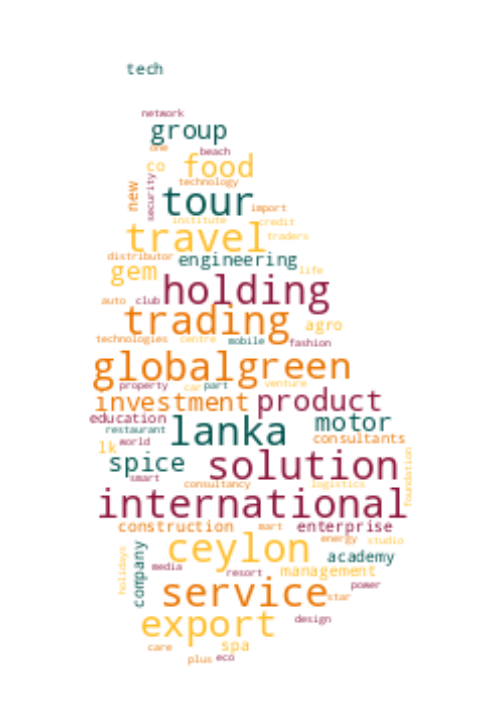 tech
network
group
one
beach
co
food
technology
new
security
tour
import
institute
credit
travel
traders
distributor
engineering
gem
life
auto
club
holding
trading
agro
technologies
centre
mobile
fashion
globalgreen
property
car
part
venture
investment
product
education
restaurant
lanka
motor
world
consultants
lk
spice
solution
smart
consultancy
logistics
foundation
international
construction
mart
enterprise
energy
studio
ceylon
academy
holidays
company
media
resort
management
service
power
star
export
design
care
spa
plus
eco